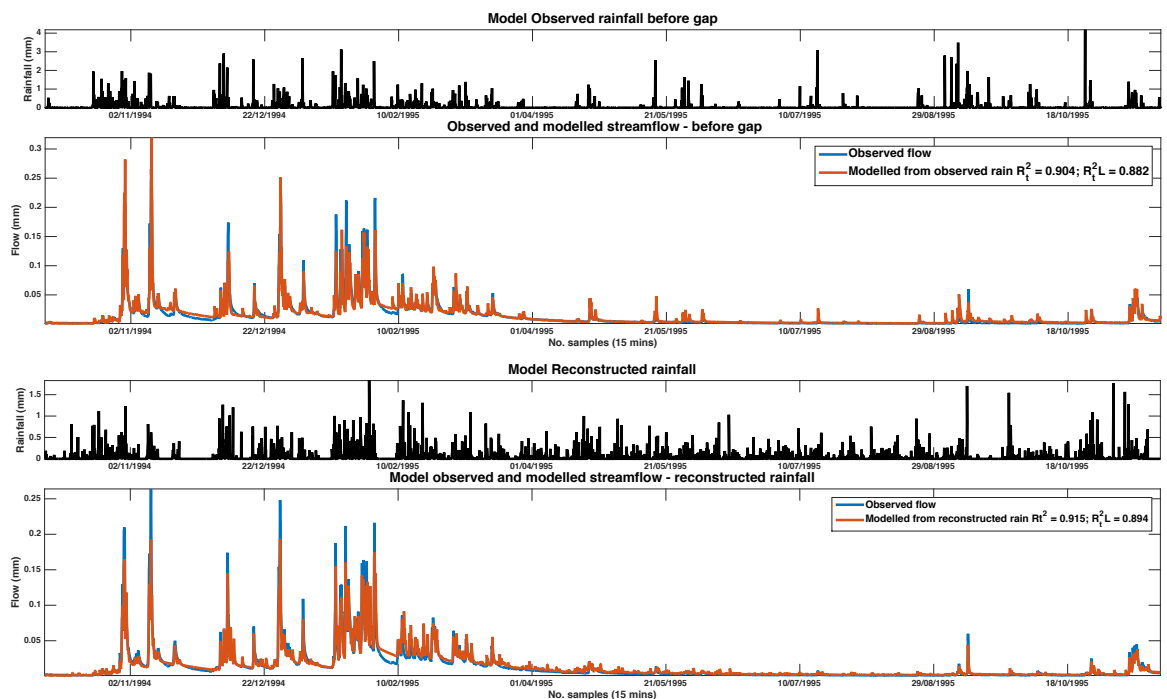 Model Observed rainfall before gap
Rainfall (mm)
4
3
2
1
0
02/11/1994 22/12/1994 10/02/1995 01/04/1995 21/05/1995 10/07/1995 29/08/1995 18/10/1995
Observed and modelled streamflow - before gap
Flow (mm)
0.3
0.25
0.2
0.15
0.1
0.05
Observed flow
Modelled from observed rain R_t^2 = 0.904; R_t^2L = 0.882
02/11/1994 22/12/1994 10/02/1995 01/04/1995 21/05/1995 10/07/1995 29/08/1995 18/10/1995
No. samples (15 mins)
Model Reconstructed rainfall
Rainfall (mm)
1.5
1
0.5
0
02/11/1994 22/12/1994 10/02/1995 01/04/1995 21/05/1995 10/07/1995 29/08/1995 18/10/1995
Model observed and modelled streamflow - reconstructed rainfall
Flow (mm)
0.25
0.2
0.15
0.1
0.05
Observed flow
Modelled from reconstructed rain Rt^2 = 0.915; R_t^2L = 0.894
02/11/1994 22/12/1994 10/02/1995 01/04/1995 21/05/1995 10/07/1995 29/08/1995 18/10/1995
No. samples (15 mins)